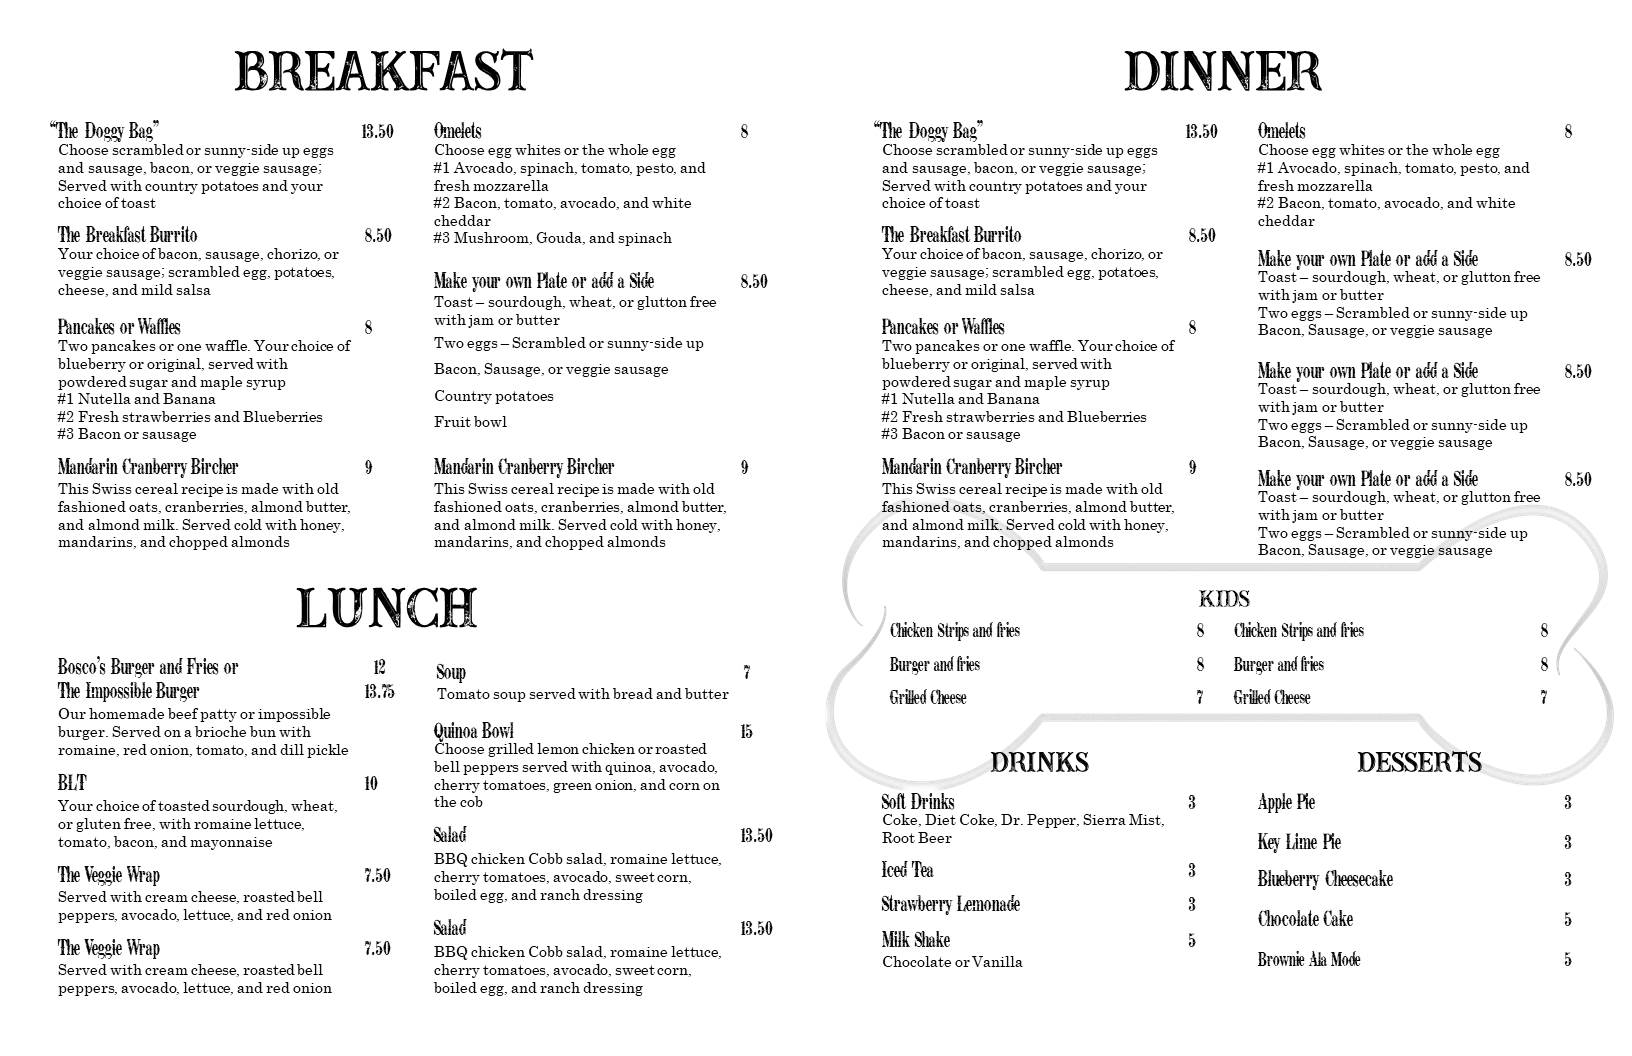 BREAKFAST
“The Doggy Bag” 13.50
Choose scrambled or sunny-side up eggs
and sausage, bacon, or veggie sausage;
Served with country potatoes and your
choice of toast
The Breakfast Burrito 8.50
Your choice of bacon, sausage, chorizo, or
veggie sausage; scrambled egg, potatoes,
cheese, and mild salsa
Pancakes or Waffles 8
Two pancakes or one waffle. Your choice of
blueberry or original, served with
powdered sugar and maple syrup
#1 Nutella and Banana
#2 Fresh strawberries and Blueberries
#3 Bacon or sausage
Mandarin Cranberry Bircher 9
This Swiss cereal recipe is made with old
fashioned oats, cranberries, almond butter,
and almond milk. Served cold with honey,
mandarins, and chopped almonds
Omelets 8
Choose egg whites or the whole egg
#1 Avocado, spinach, tomato, pesto, and
fresh mozzarella
#2 Bacon, tomato, avocado, and white
cheddar
#3 Mushroom, Gouda, and spinach
Make your own Plate or add a Side 8.50
Toast – sourdough, wheat, or glutton free
with jam or butter
Two eggs – Scrambled or sunny-side up
Bacon, Sausage, or veggie sausage
Country potatoes
Fruit bowl
Mandarin Cranberry Bircher 9
This Swiss cereal recipe is made with old
fashioned oats, cranberries, almond butter,
and almond milk. Served cold with honey,
mandarins, and chopped almonds
LUNCH
Bosco’s Burger and Fries or 12
The Impossible Burger 13.75
Our homemade beef patty or impossible
burger. Served on a brioche bun with
romaine, red onion, tomato, and dill pickle
BLT 10
Your choice of toasted sourdough, wheat,
or gluten free, with romaine lettuce,
tomato, bacon, and mayonnaise
The Veggie Wrap 7.50
Served with cream cheese, roasted bell
peppers, avocado, lettuce, and red onion
The Veggie Wrap 7.50
Served with cream cheese, roasted bell
peppers, avocado, lettuce, and red onion
Soup 7
Tomato soup served with bread and butter
Quinoa Bowl 15
Choose grilled lemon chicken or roasted
bell peppers served with quinoa, avocado,
cherry tomatoes, green onion, and corn on
the cob
Salad 13.50
BBQ chicken Cobb salad, romaine lettuce,
cherry tomatoes, avocado, sweet corn,
boiled egg, and ranch dressing
Salad 13.50
BBQ chicken Cobb salad, romaine lettuce,
cherry tomatoes, avocado, sweet corn,
boiled egg, and ranch dressing
DINNER
“The Doggy Bag” 13.50
Choose scrambled or sunny-side up eggs
and sausage, bacon, or veggie sausage;
Served with country potatoes and your
choice of toast
The Breakfast Burrito 8.50
Your choice of bacon, sausage, chorizo, or
veggie sausage; scrambled egg, potatoes,
cheese, and mild salsa
Pancakes or Waffles 8
Two pancakes or one waffle. Your choice of
blueberry or original, served with
powdered sugar and maple syrup
#1 Nutella and Banana
#2 Fresh strawberries and Blueberries
#3 Bacon or sausage
Mandarin Cranberry Bircher 9
This Swiss cereal recipe is made with old
fashioned oats, cranberries, almond butter,
and almond milk. Served cold with honey,
mandarins, and chopped almonds
Omelets 8
Choose egg whites or the whole egg
#1 Avocado, spinach, tomato, pesto, and
fresh mozzarella
#2 Bacon, tomato, avocado, and white
cheddar
Make your own Plate or add a Side 8.50
Toast – sourdough, wheat, or glutton free
with jam or butter
Two eggs – Scrambled or sunny-side up
Bacon, Sausage, or veggie sausage
Make your own Plate or add a Side 8.50
Toast – sourdough, wheat, or glutton free
with jam or butter
Two eggs – Scrambled or sunny-side up
Bacon, Sausage, or veggie sausage
Make your own Plate or add a Side 8.50
Toast – sourdough, wheat, or glutton free
with jam or butter
Two eggs – Scrambled or sunny-side up
Bacon, Sausage, or veggie sausage
KIDS
Chicken Strips and fries 8
Burger and fries 8
Grilled Cheese 7
Chicken Strips and fries 8
Burger and fries 8
Grilled Cheese 7
DRINKS
Soft Drinks 3
Coke, Diet Coke, Dr. Pepper, Sierra Mist,
Root Beer
Iced Tea 3
Strawberry Lemonade 3
Milk Shake 5
Chocolate or Vanilla
DESSERTS
Apple Pie 3
Key Lime Pie 3
Blueberry Cheesecake 3
Chocolate Cake 5
Brownie Ala Mode 5